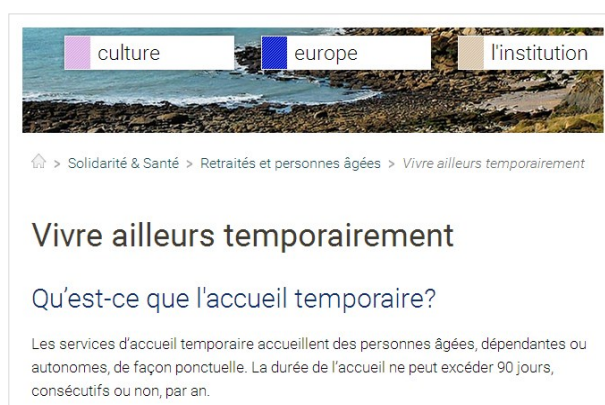 culture europe l'institution
> Solidarité & Santé > Retraités et personnes âgées > Vivre ailleurs temporairement
Vivre ailleurs temporairement
Qu’est-ce que l'accueil temporaire?
Les services d’accueil temporaire accueillent des personnes âgées, dépendantes ou
autonomes, de façon ponctuelle. La durée de l’accueil ne peut excéder 90 jours,
consécutifs ou non, par an.